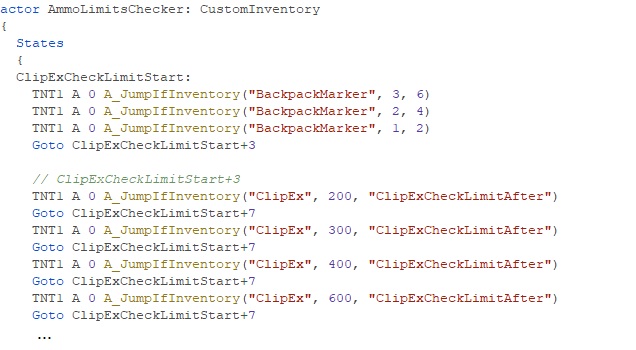 actor AmmoLimitsChecker: CustomInventory
{
  States
  {
  ClipExCheckLimitStart:
    TNT1 A 0 A_JumpIfInventory("BackpackMarker", 3, 6)
    TNT1 A 0 A_JumpIfInventory("BackpackMarker", 2, 4)
    TNT1 A 0 A_JumpIfInventory("BackpackMarker", 1, 2)
    Goto ClipExCheckLimitStart+3

    // ClipExCheckLimitStart+3
    TNT1 A 0 A_JumpIfInventory("ClipEx", 200, "ClipExCheckLimitAfter")
    Goto ClipExCheckLimitStart+7
    TNT1 A 0 A_JumpIfInventory("ClipEx", 300, "ClipExCheckLimitAfter")
    Goto ClipExCheckLimitStart+7
    TNT1 A 0 A_JumpIfInventory("ClipEx", 400, "ClipExCheckLimitAfter")
    Goto ClipExCheckLimitStart+7
    TNT1 A 0 A_JumpIfInventory("ClipEx", 600, "ClipExCheckLimitAfter")
    Goto ClipExCheckLimitStart+7
    ...